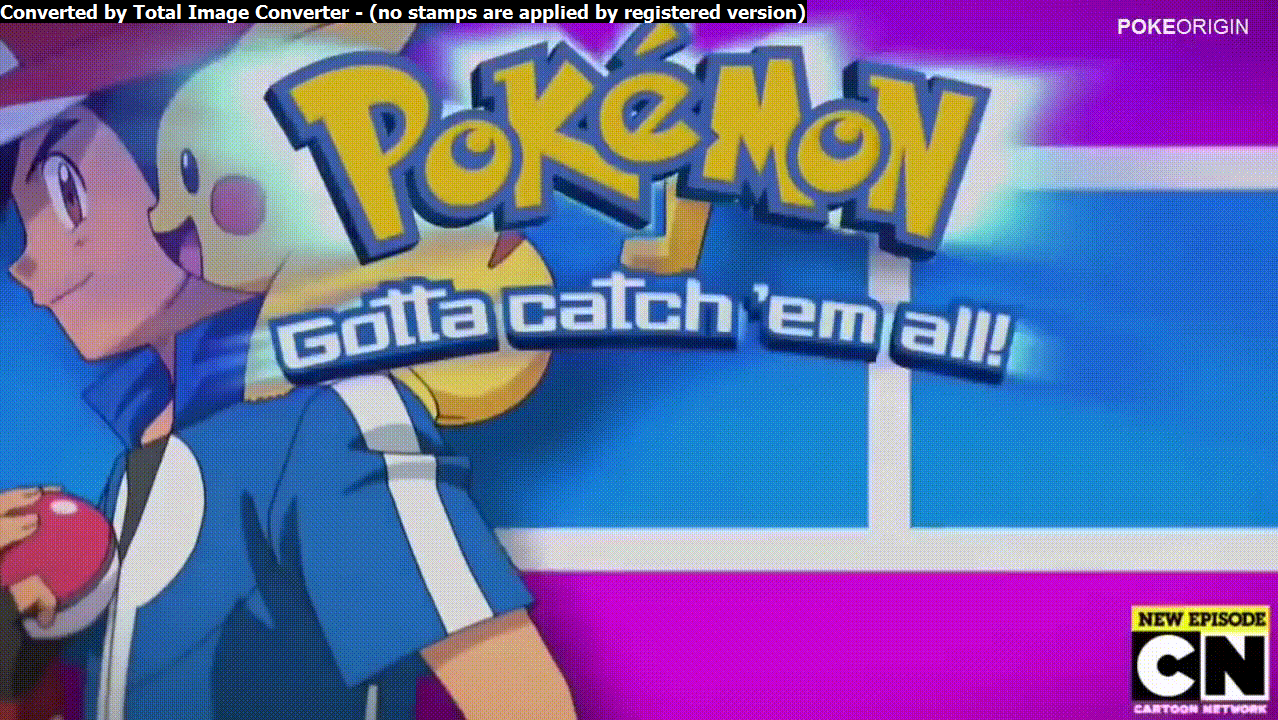 Converted by Total Image Converter - (no stamps are applied by registered version)
POKEORIGIN
POKéMON
Gotta catch 'em all!
NEW EPISODE
CN
CARTOON NETWORK